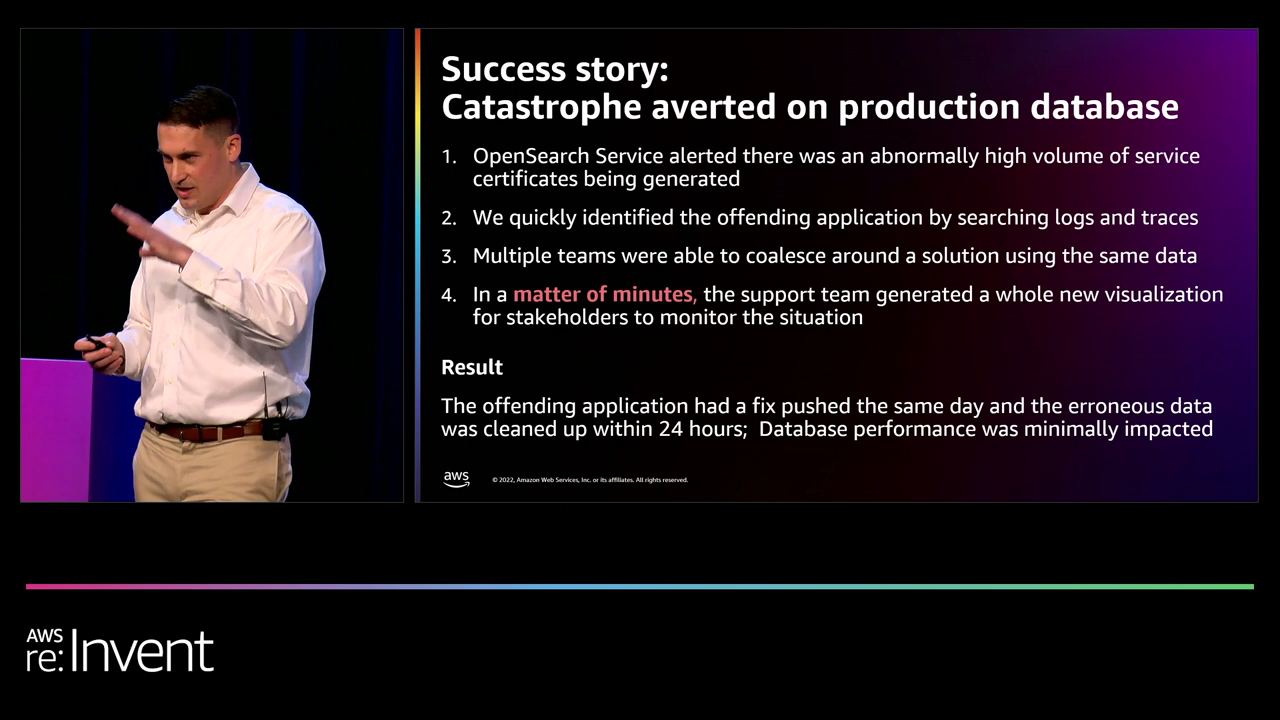 Success story:
Catastrophe averted on production database
1. OpenSearch Service alerted there was an abnormally high volume of service
certificates being generated
2. We quickly identified the offending application by searching logs and traces
3. Multiple teams were able to coalesce around a solution using the same data
4. In a matter of minutes, the support team generated a whole new visualization
for stakeholders to monitor the situation
Result
The offending application had a fix pushed the same day and the erroneous data
was cleaned up within 24 hours;  Database performance was minimally impacted
aws
© 2022, Amazon Web Services, Inc. or its affiliates. All rights reserved.
AWS
re:Invent